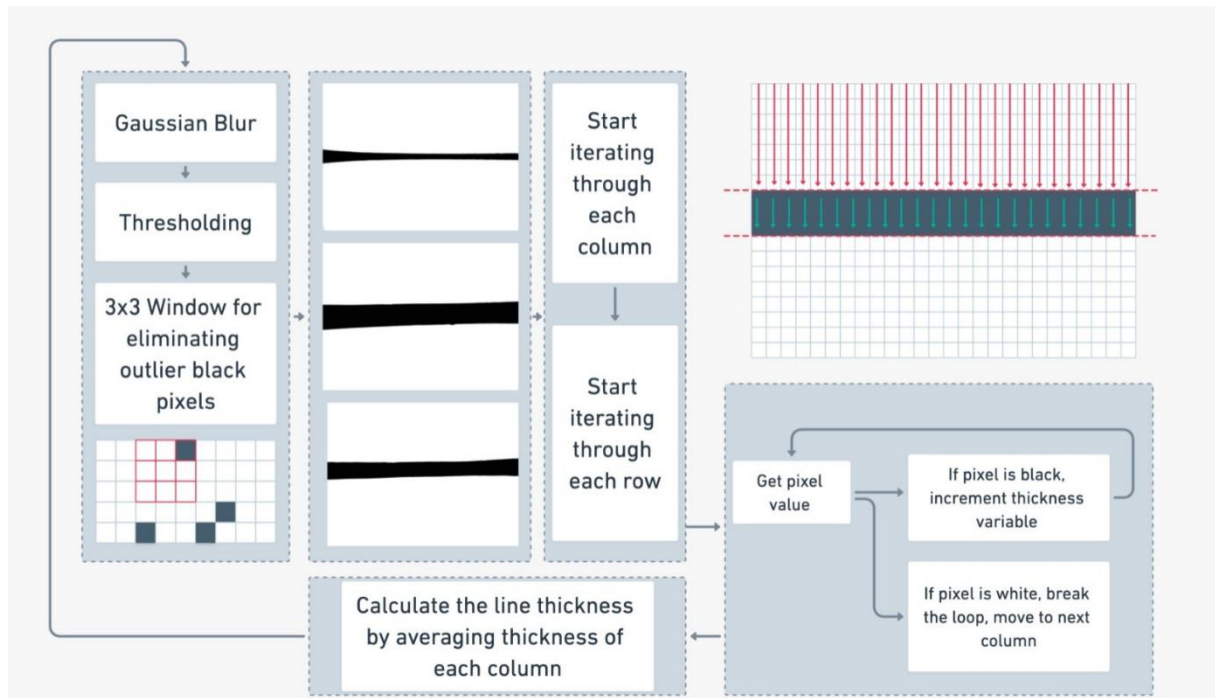 Gaussian Blur
Thresholding
3x3 Window for
eliminating
outlier black
pixels
Start
iterating
through
each
column
Start
iterating
through
each row
Get pixel
value
If pixel is black,
increment thickness
variable
If pixel is white, break
the loop, move to next
column
Calculate the line thickness
by averaging thickness of
each column